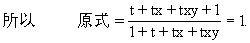 所以 原式 = (t + tx + txy + 1)/(1 + t + tx + txy) = 1